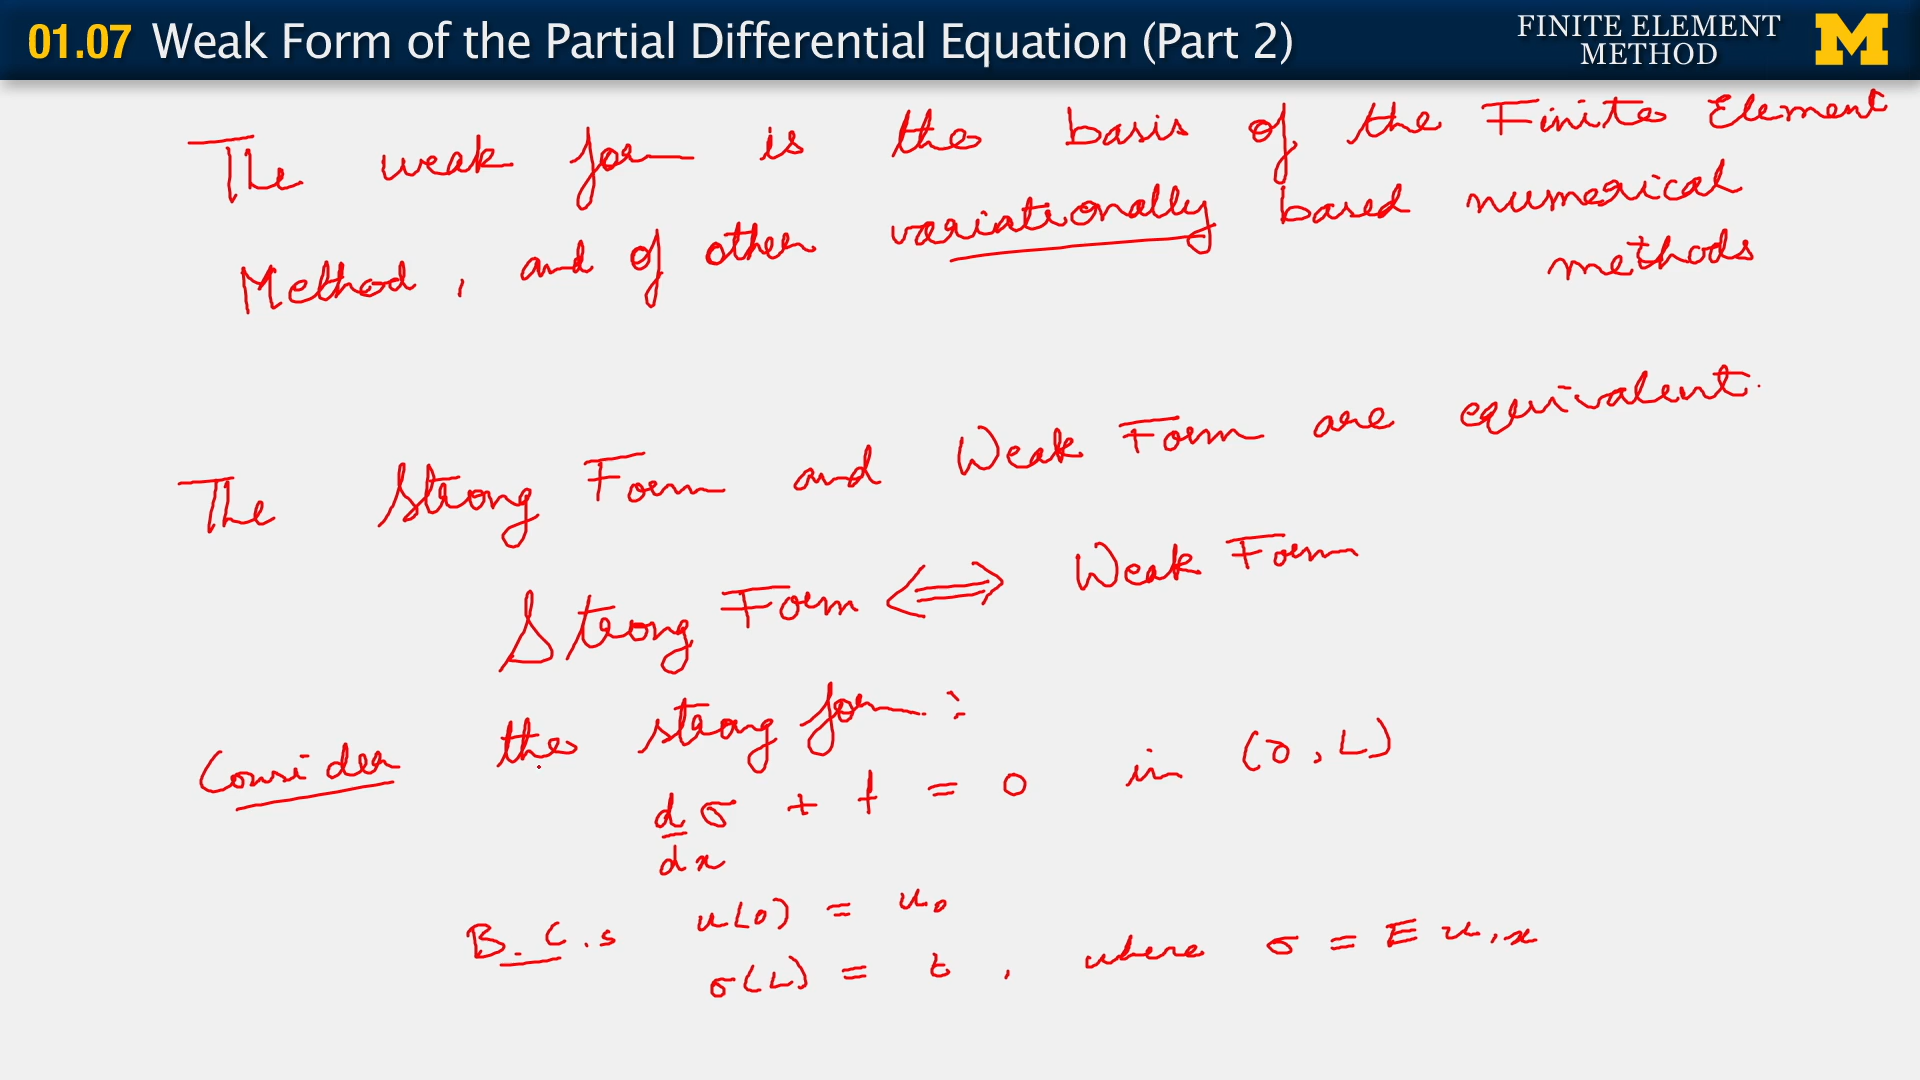 01.07 Weak Form of the Partial Differential Equation (Part 2)
FINITE ELEMENT
METHOD
M
The weak form is the basis of the Finite Element
Method, and of other variationally based numerical
methods
The Strong Form and Weak Form are equivalent.
Strong Form ⟺ Weak Form
Consider the strong form:
d/dx σ + f = 0 in (0, L)
B.C.s u(0) = u₀
σ(L) = t, where σ = E u,x